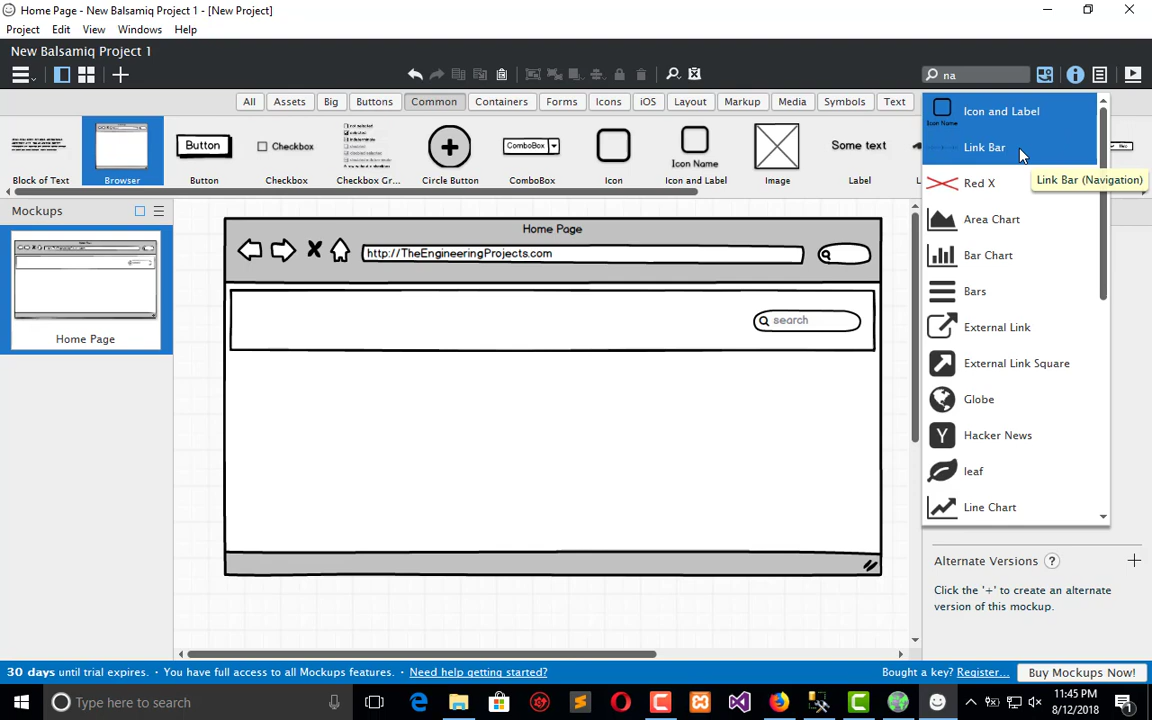 Home Page - New Balsamiq Project 1 - [New Project]
Project Edit View Windows Help
New Balsamiq Project 1
na
All Assets Big Buttons Common Containers Forms Icons iOS Layout Markup Media Symbols Text
Button
Checkbox
ComboBox
Icon Name
Some text
Block of Text Browser Button Checkbox Checkbox Gr... Circle Button ComboBox Icon Icon and Label Image Label
Icon and Label
Icon Name
Link Bar
Link Bar (Navigation)
Red X
Area Chart
Bar Chart
Bars
External Link
External Link Square
Globe
Hacker News
leaf
Line Chart
Mockups
Home Page
Home Page
http://TheEngineeringProjects.com
search
Alternate Versions ?
Click the '+' to create an alternate
version of this mockup.
30 days until trial expires. • You have full access to all Mockups features. • Need help getting started?
Bought a key? Register... Buy Mockups Now!
Type here to search
11:45 PM
8/12/2018
1